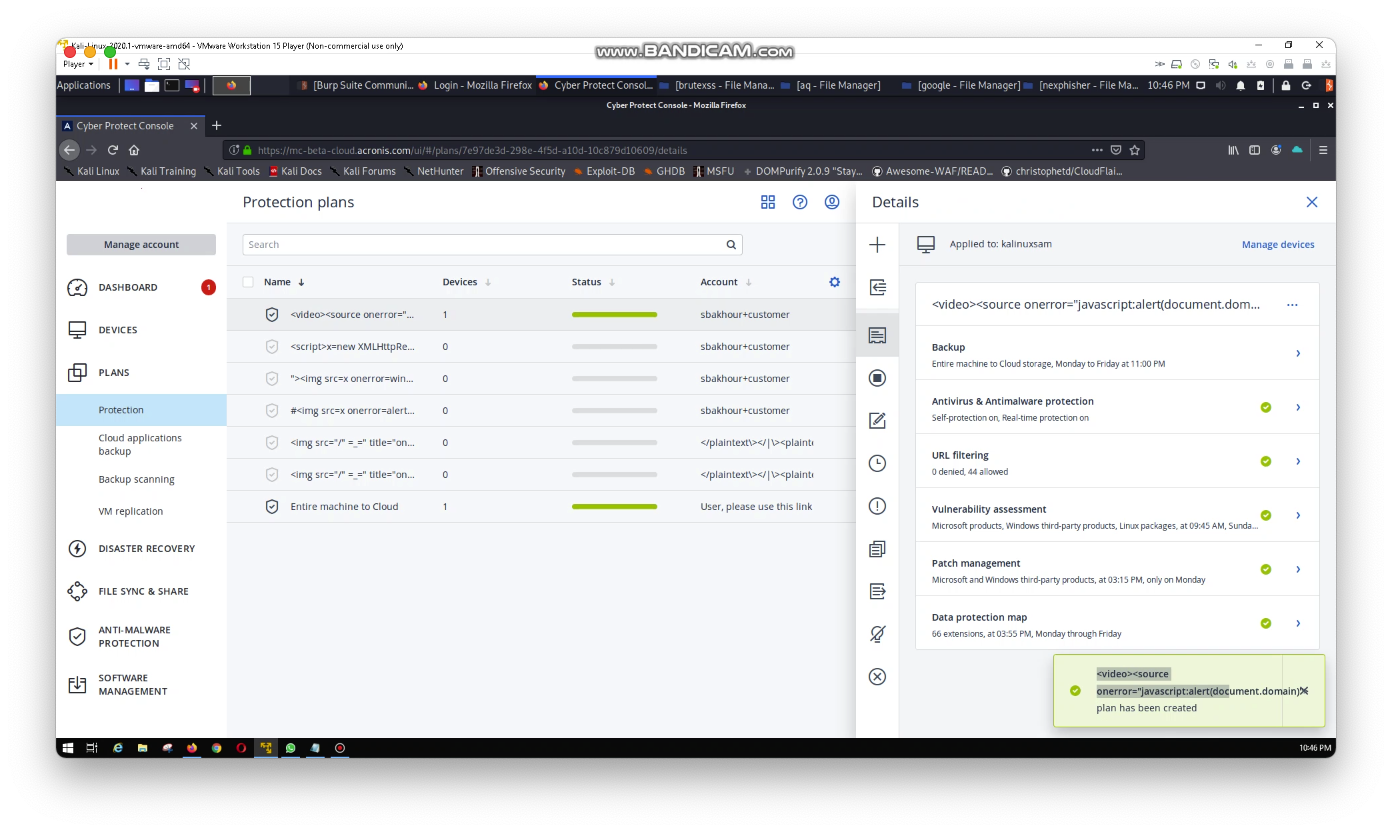 Kali-Linux-2020.1-vmware-amd64 - VMware Workstation 15 Player (Non-commercial use only)
www.BANDICAM.com
Player
Applications
[Burp Suite Communi...
Login - Mozilla Firefox
Cyber Protect Consol...
[brutexss - File Mana...
[aq - File Manager]
[google - File Manager]
[nexphisher - File Ma...
10:46 PM
Cyber Protect Console - Mozilla Firefox
Cyber Protect Console
https://mc-beta-cloud.acronis.com/ui/#/plans/7e97de3d-298e-4f5d-a10d-10c879d10609/details
Kali Linux
Kali Training
Kali Tools
Kali Docs
Kali Forums
NetHunter
Offensive Security
Exploit-DB
GHDB
MSFU
DOMPurify 2.0.9 "Stay...
Awesome-WAF/READ...
christophetd/CloudFlai...
Manage account
DASHBOARD
1
DEVICES
PLANS
Protection
Cloud applications
backup
Backup scanning
VM replication
DISASTER RECOVERY
FILE SYNC & SHARE
ANTI-MALWARE
PROTECTION
SOFTWARE
MANAGEMENT
Protection plans
Search
Name Devices Status Account
<video><source onerror="... 1 sbakhour+customer
<script>x=new XMLHttpRe... 0 sbakhour+customer
"><img src=x onerror=win... 0 sbakhour+customer
#<img src=x onerror=alert... 0 sbakhour+customer
<img src="/" =_=" title="on... 0 </plaintext\></|\><plainte
<img src="/" =_=" title="on... 0 </plaintext\></|\><plainte
Entire machine to Cloud 1 User, please use this link
Details
Applied to: kalinuxsam
Manage devices
<video><source onerror="javascript:alert(document.dom...
Backup
Entire machine to Cloud storage, Monday to Friday at 11:00 PM
Antivirus & Antimalware protection
Self-protection on, Real-time protection on
URL filtering
0 denied, 44 allowed
Vulnerability assessment
Microsoft products, Windows third-party products, Linux packages, at 09:45 AM, Sunda...
Patch management
Microsoft and Windows third-party products, at 03:15 PM, only on Monday
Data protection map
66 extensions, at 03:55 PM, Monday through Friday
<video><source
onerror="javascript:alert(document.domain)
plan has been created
10:46 PM